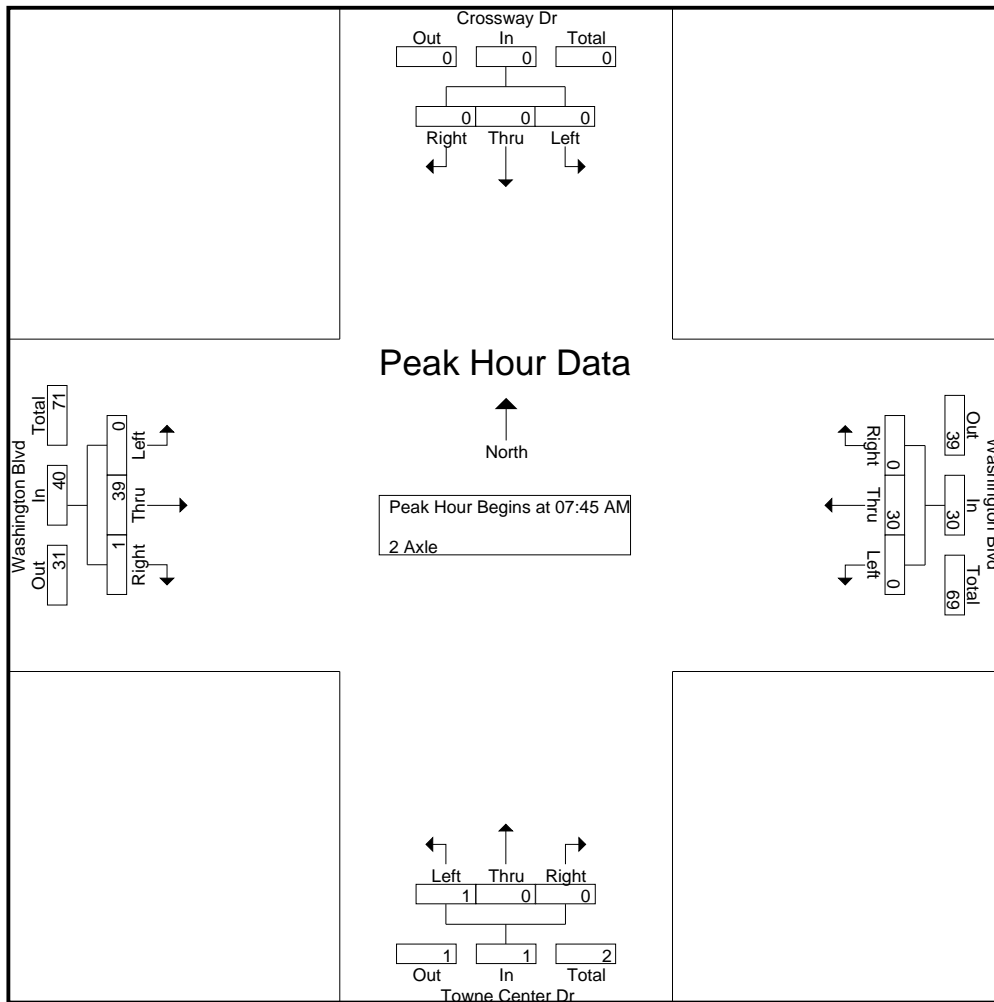 Crossway Dr
Out In Total
0 0 0
0 0 0
Right Thru Left
Peak Hour Data
North
Peak Hour Begins at 07:45 AM
2 Axle
Washington Blvd
Out In Total
31 40 71
1 39 0
Right Thru Left
Washington Blvd
Out In Total
39 30 69
Right Thru Left
0 30 0
Left Thru Right
1 0 0
1 1 2
Out In Total
Towne Center Dr